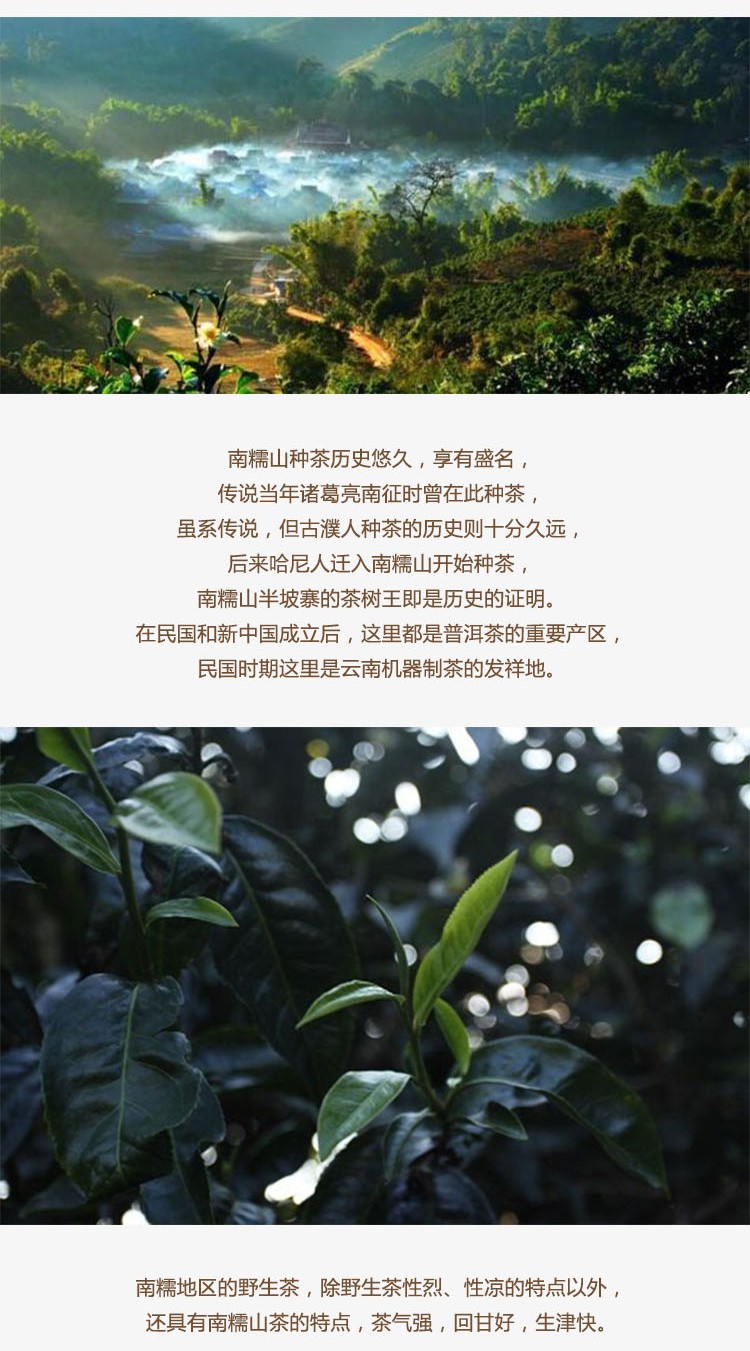 南糯山种茶历史悠久，享有盛名，
传说当年诸葛亮南征时曾在此种茶，
虽系传说，但古濮人种茶的历史则十分久远，
后来哈尼人迁入南糯山开始种茶，
南糯山半坡寨的茶树王即是历史的证明。
在民国和新中国成立后，这里都是普洱茶的重要产区，
民国时期这里是云南机器制茶的发祥地。
南糯地区的野生茶，除野生茶性烈、性凉的特点以外，
还具有南糯山茶的特点，茶气强，回甘好，生津快。